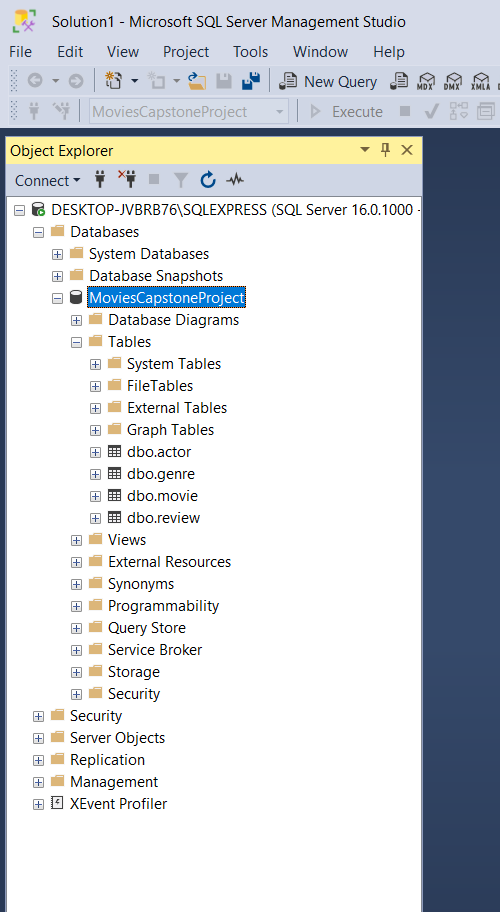 Solution1 - Microsoft SQL Server Management Studio
File Edit View Project Tools Window Help
New Query MDX DMX XMLA
MoviesCapstoneProject Execute
Object Explorer
Connect
DESKTOP-JVBRB76\SQLEXPRESS (SQL Server 16.0.1000 -
Databases
System Databases
Database Snapshots
MoviesCapstoneProject
Database Diagrams
Tables
System Tables
FileTables
External Tables
Graph Tables
dbo.actor
dbo.genre
dbo.movie
dbo.review
Views
External Resources
Synonyms
Programmability
Query Store
Service Broker
Storage
Security
Security
Server Objects
Replication
Management
XEvent Profiler